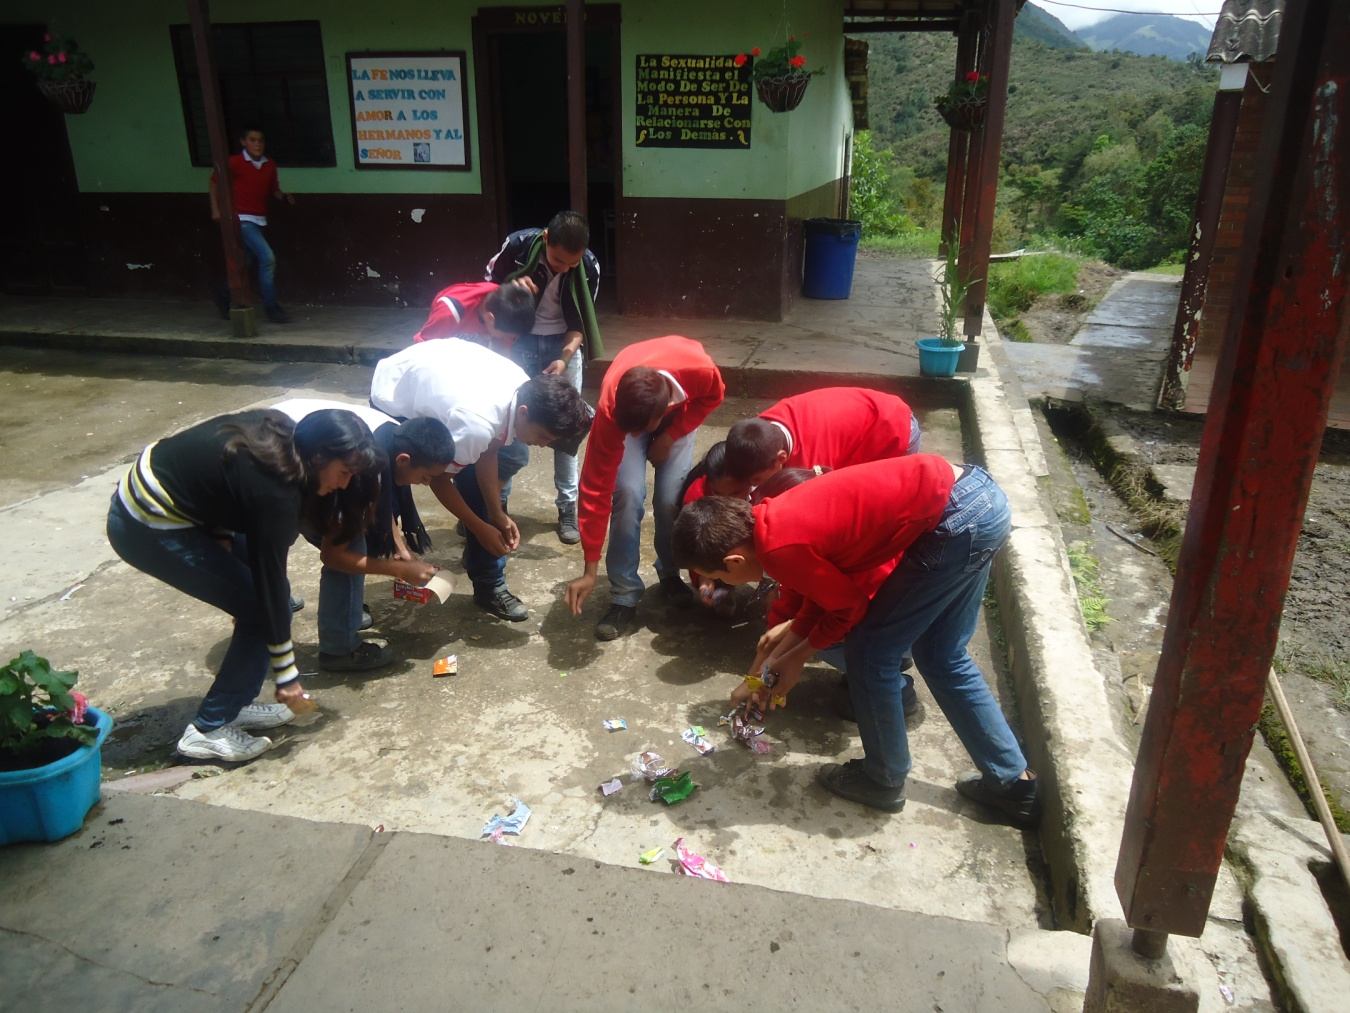 NOVENO
LA FE NOS LLEVA
A SERVIR CON
AMOR A LOS
HERMANOS Y AL
SEÑOR
La Sexualidad
Manifiesta el
Modo De Ser De
La Persona Y La
Manera De
Relacionarse Con
Los Demás.